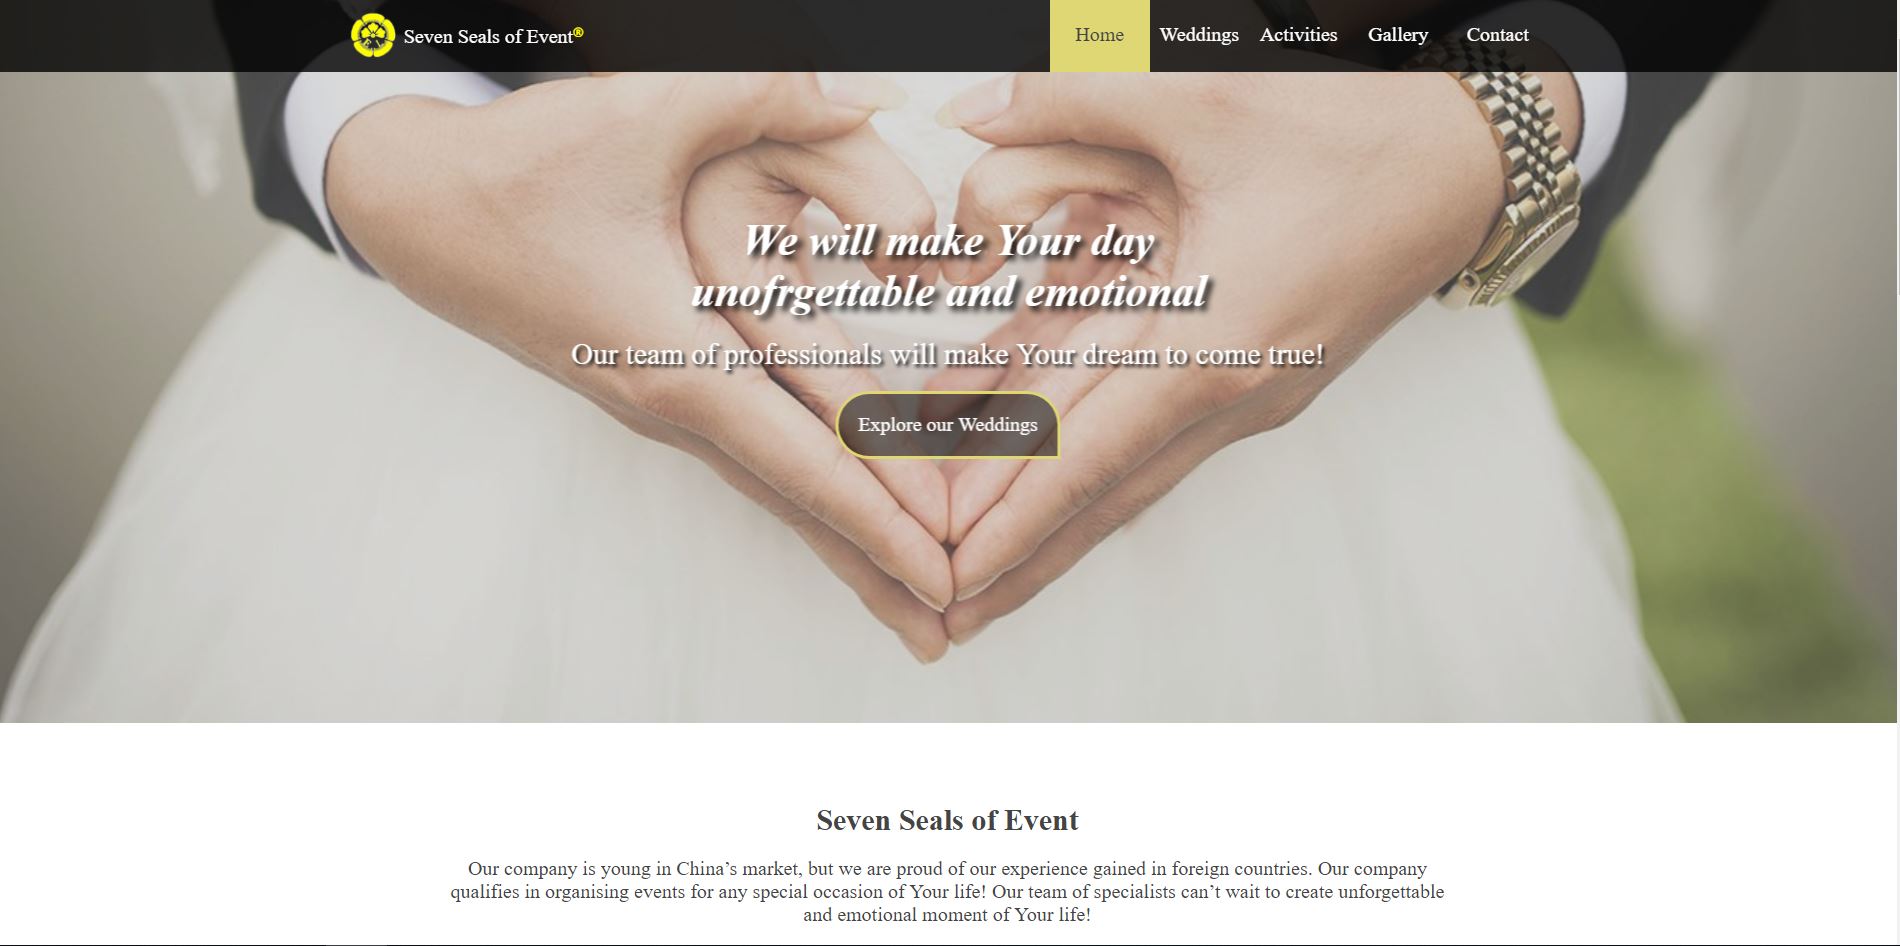 Seven Seals of Event®
Home Weddings Activities Gallery Contact
We will make Your day
unofrgettable and emotional
Our team of professionals will make Your dream to come true!
Explore our Weddings
Seven Seals of Event
Our company is young in China’s market, but we are proud of our experience gained in foreign countries. Our company
qualifies in organising events for any special occasion of Your life! Our team of specialists can’t wait to create unforgettable
and emotional moment of Your life!